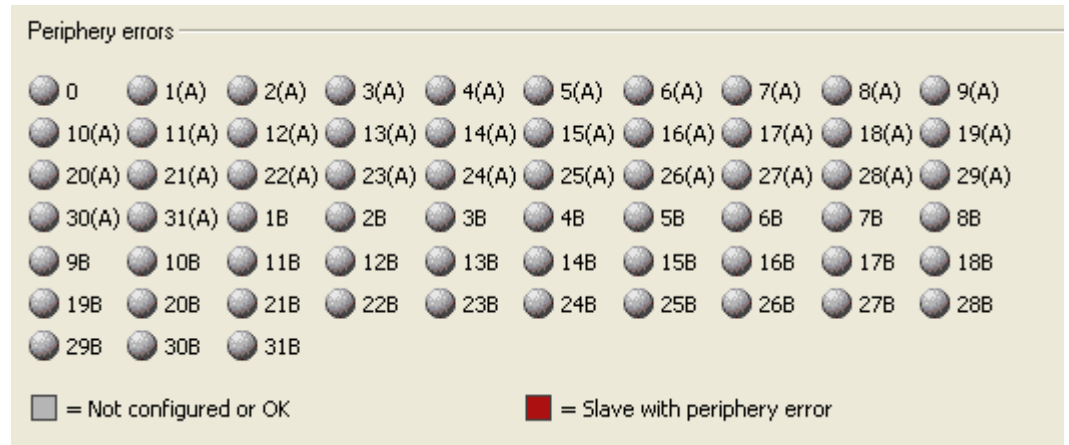 Periphery errors
0 1(A) 2(A) 3(A) 4(A) 5(A) 6(A) 7(A) 8(A) 9(A)
10(A) 11(A) 12(A) 13(A) 14(A) 15(A) 16(A) 17(A) 18(A) 19(A)
20(A) 21(A) 22(A) 23(A) 24(A) 25(A) 26(A) 27(A) 28(A) 29(A)
30(A) 31(A) 1B 2B 3B 4B 5B 6B 7B 8B
9B 10B 11B 12B 13B 14B 15B 16B 17B 18B
19B 20B 21B 22B 23B 24B 25B 26B 27B 28B
29B 30B 31B
= Not configured or OK = Slave with periphery error